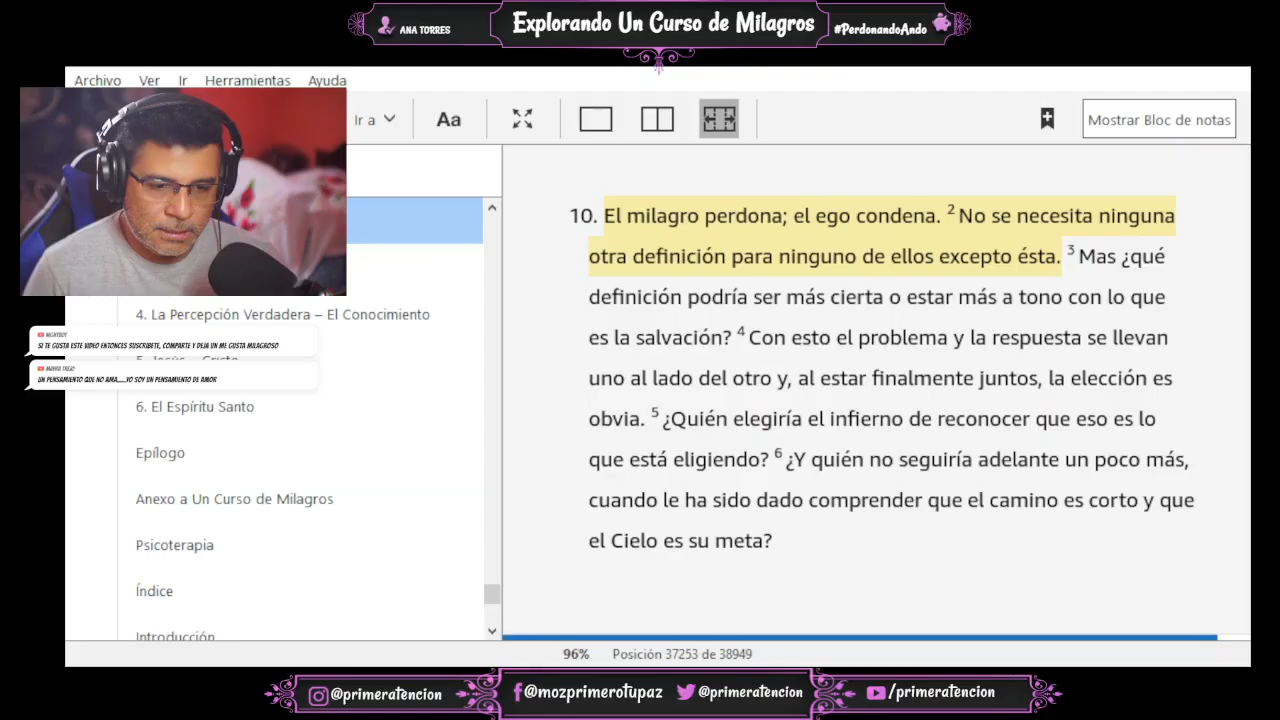 ANA TORRES
Explorando Un Curso de Milagros
#PerdonandoAndo
Archivo Ver Ir Herramientas Ayuda
Ir a
Aa
Mostrar Bloc de notas
4. La Percepción Verdadera – El Conocimiento
NIGHTBOT
SI TE GUSTA ESTE VIDEO ENTONCES SUSCRIBETE, COMPARTE Y DEJA UN ME GUSTA MILAGROSO
5. Jesús – Cristo
MAYRA TREJO
UN PENSAMIENTO QUE NO AMA......YO SOY UN PENSAMIENTO DE AMOR
6. El Espíritu Santo
Epílogo
Anexo a Un Curso de Milagros
Psicoterapia
Índice
Introducción
10. El milagro perdona; el ego condena. 2 No se necesita ninguna
otra definición para ninguno de ellos excepto ésta. 3 Mas ¿qué
definición podría ser más cierta o estar más a tono con lo que
es la salvación? 4 Con esto el problema y la respuesta se llevan
uno al lado del otro y, al estar finalmente juntos, la elección es
obvia. 5 ¿Quién elegiría el infierno de reconocer que eso es lo
que está eligiendo? 6 ¿Y quién no seguiría adelante un poco más,
cuando le ha sido dado comprender que el camino es corto y que
el Cielo es su meta?
96% Posición 37253 de 38949
@primeratencion
@mozprimerotupaz
@primeratencion
/primeratencion